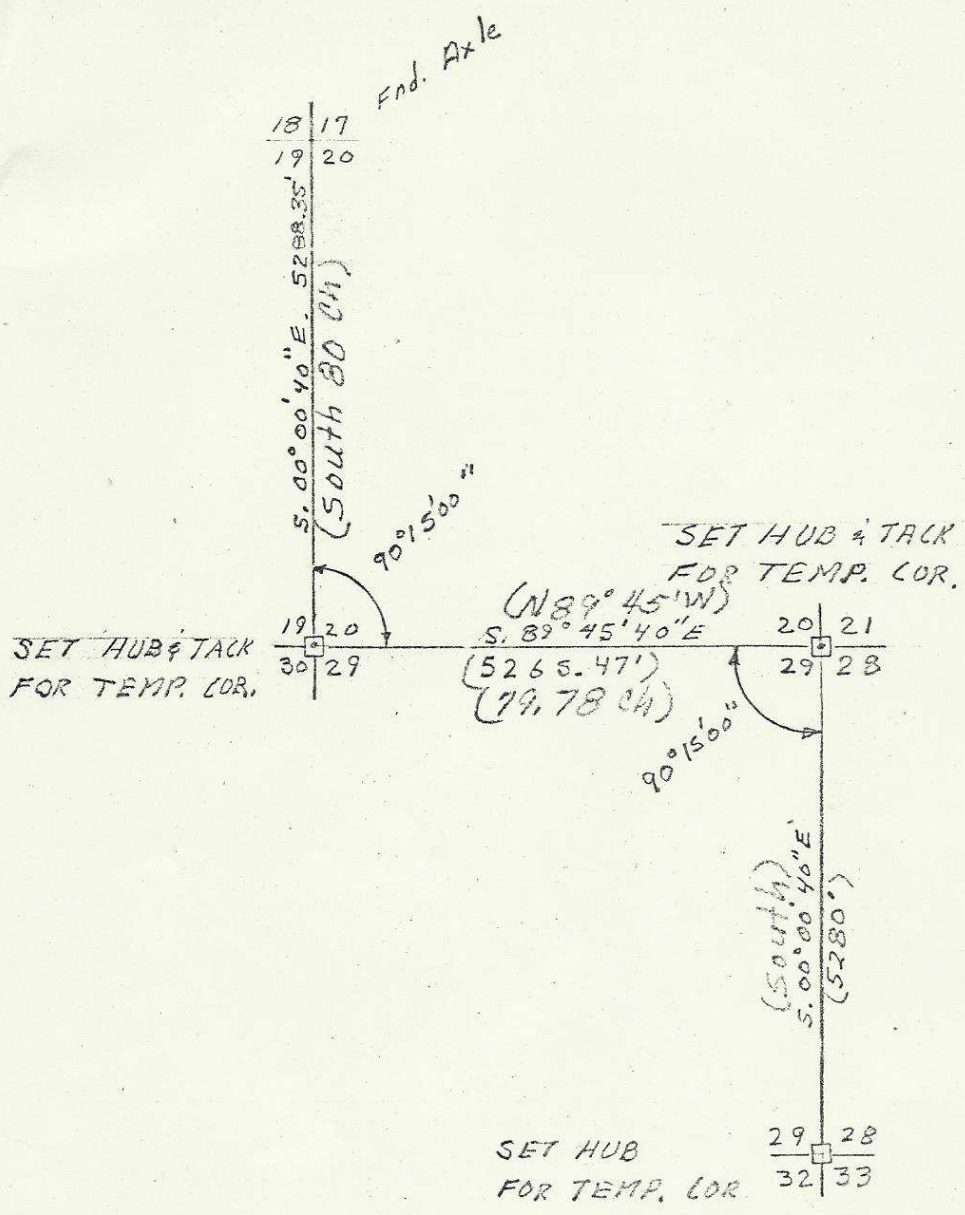 Fnd. Axle
18 17
19 20
S. 00° 00' 40" E. 5288.35'
(South 80 Ch)
90°15'00"
SET HUB & TACK
FOR TEMP. COR.
(N89° 45'W)
S. 89° 45' 40" E
(5265.47')
(79.78 Ch)
19 20
30 29
SET HUB & TACK
FOR TEMP. COR.
20 21
29 28
90°15'00"
(South)
S. 00° 00' 40" E
(5280')
29 28
32 33
SET HUB
FOR TEMP. COR